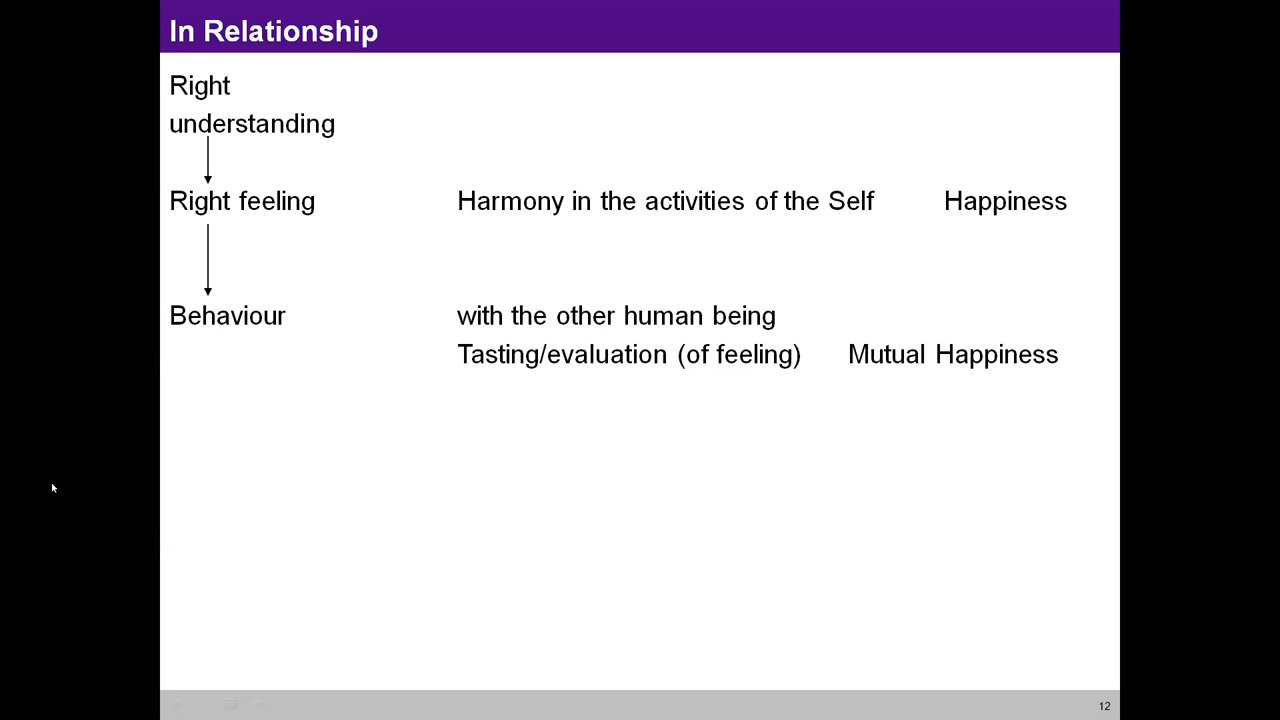 In Relationship
Right
understanding
Right feeling Harmony in the activities of the Self Happiness
Behaviour with the other human being
Tasting/evaluation (of feeling) Mutual Happiness
12